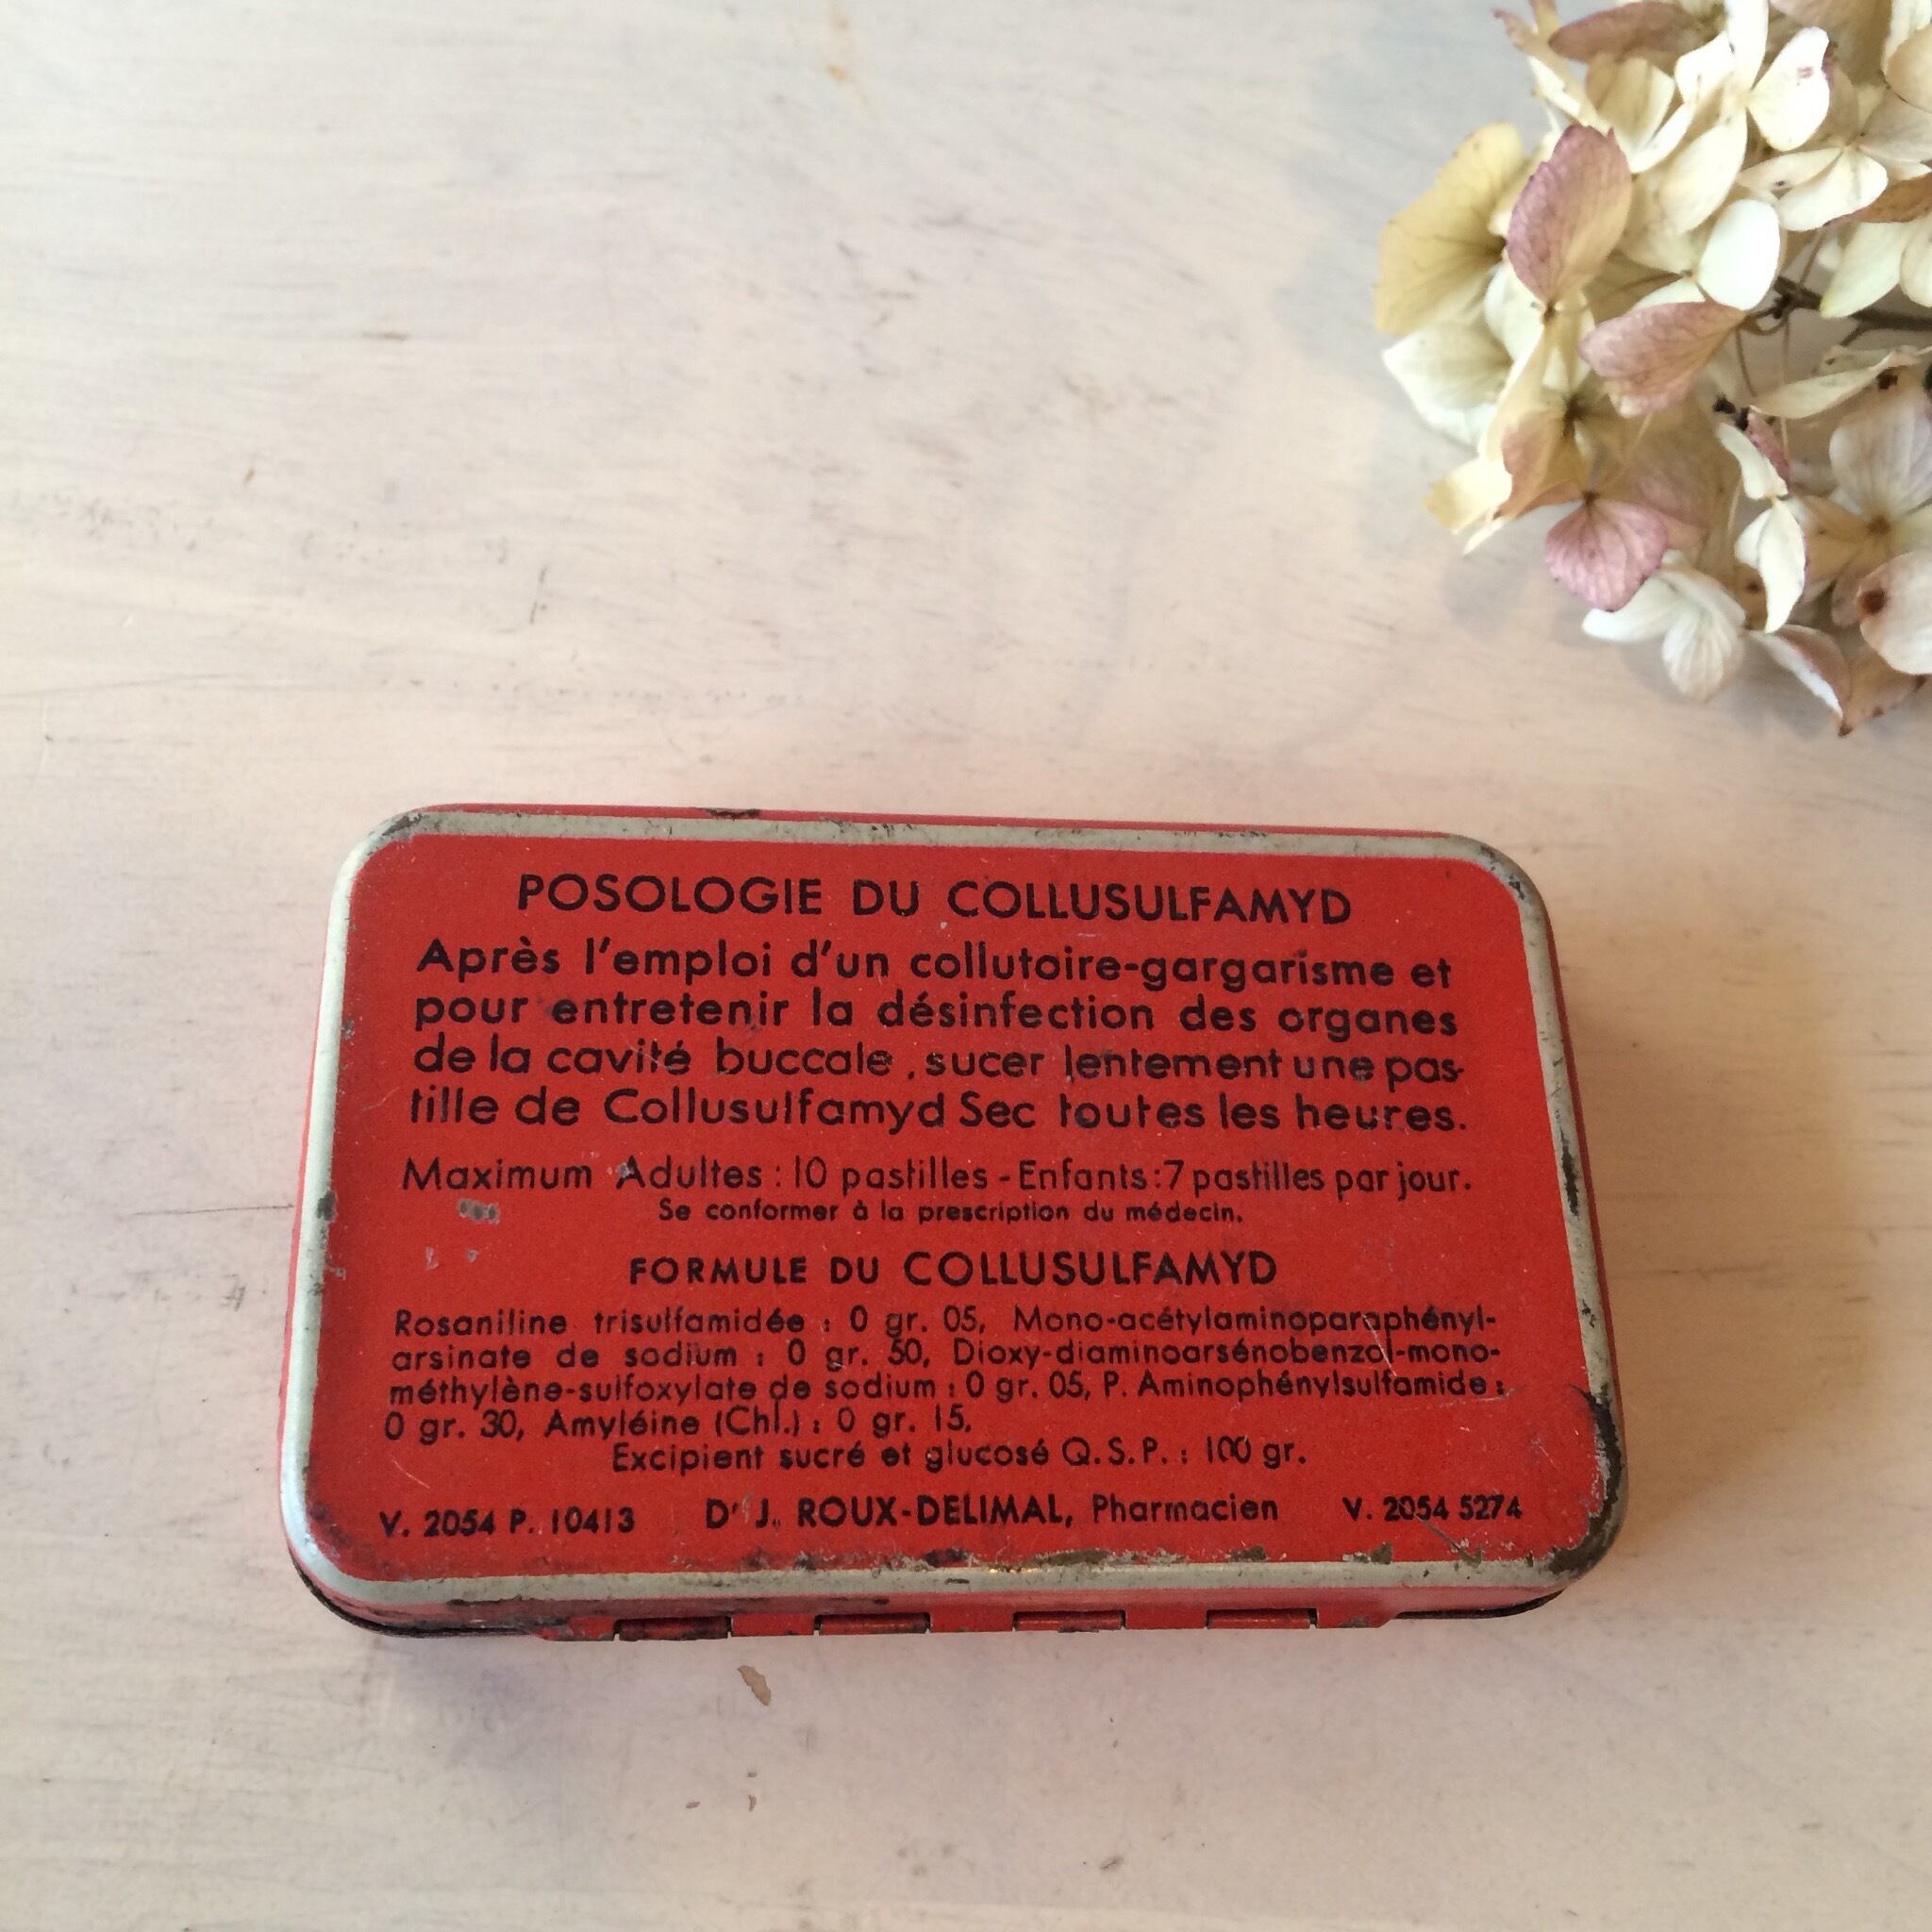 POSOLOGIE DU COLLUSULFAMYD
Après l'emploi d'un collutoire-gargarisme et
pour entretenir la désinfection des organes
de la cavité buccale, sucer lentement une pas-
tille de Collusulfamyd Sec toutes les heures.
Maximum Adultes : 10 pastilles - Enfants : 7 pastilles par jour.
Se conformer à la prescription du médecin.
FORMULE DU COLLUSULFAMYD
Rosaniline trisulfamidée : 0 gr. 05, Mono-acétylaminoparaphényl-
arsinate de sodium : 0 gr. 50, Dioxy-diaminoarsénobenzol-mono-
méthylène-sulfoxylate de sodium : 0 gr. 05, P. Aminophénylsulfamide :
0 gr. 30, Amyléine (Chl.) : 0 gr. 15.
Excipient sucré et glucosé Q.S.P. : 100 gr.
V. 2054 P. 10413 Dr J. ROUX-DELIMAL, Pharmacien V. 2054 5274